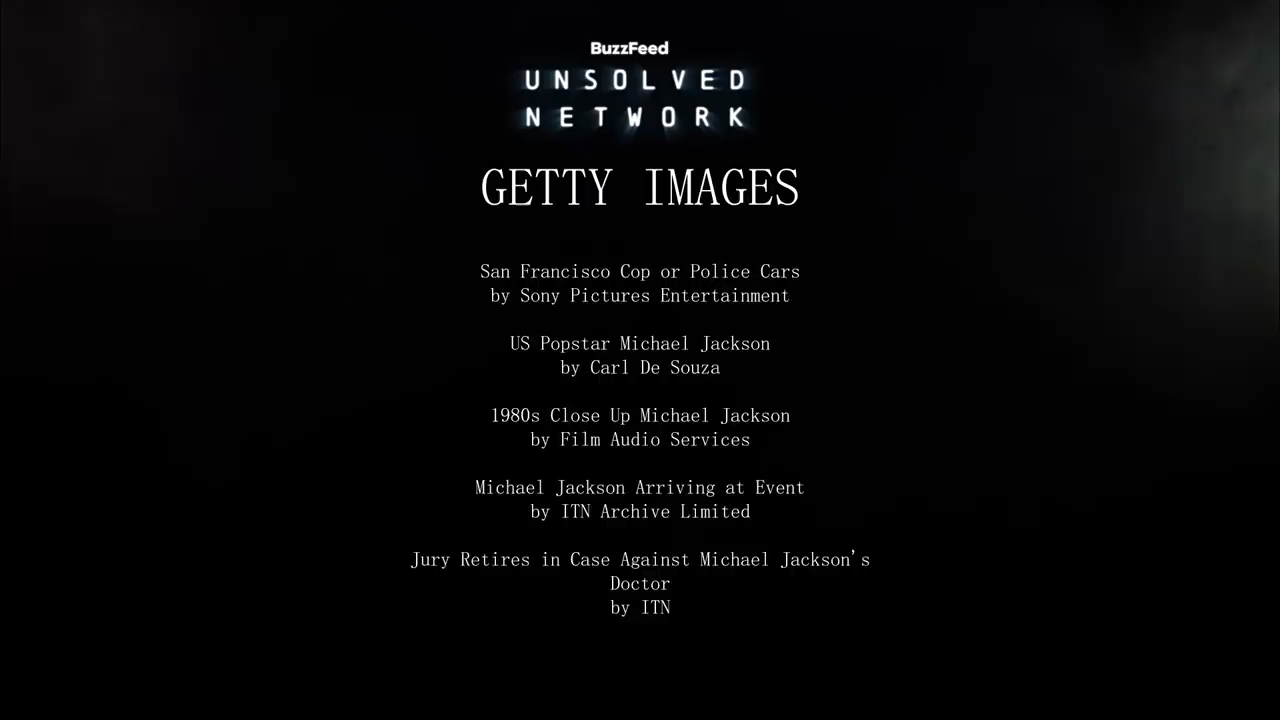 BuzzFeed
UNSOLVED
NETWORK
GETTY IMAGES
San Francisco Cop or Police Cars
by Sony Pictures Entertainment
US Popstar Michael Jackson
by Carl De Souza
1980s Close Up Michael Jackson
by Film Audio Services
Michael Jackson Arriving at Event
by ITN Archive Limited
Jury Retires in Case Against Michael Jackson's
Doctor
by ITN